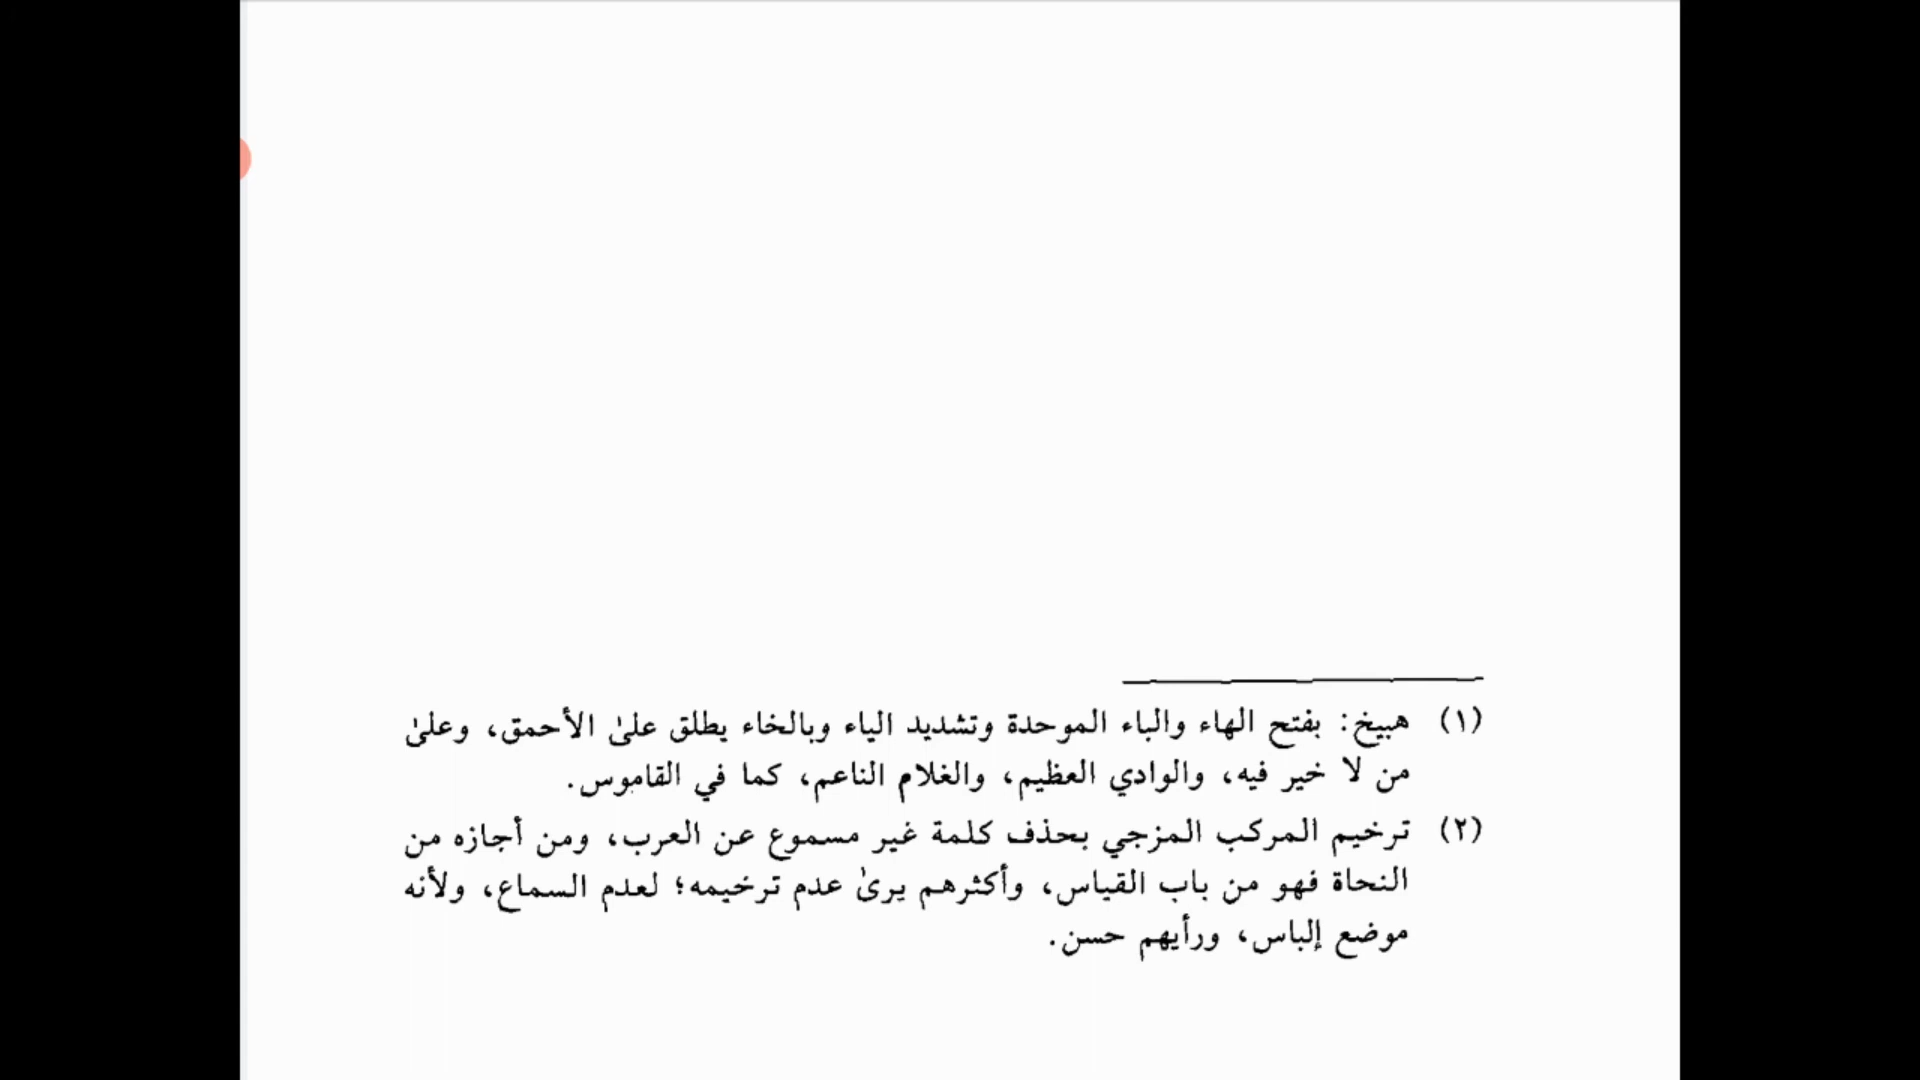 (١) هبيخ: بفتح الهاء والباء الموحدة وتشديد الياء وبالخاء يطلق علىٰ الأحمق، وعلىٰ
من لا خير فيه، والوادي العظيم، والغلام الناعم، كما في القاموس.
(٢) ترخيم المركب المزجي بحذف كلمة غير مسموع عن العرب، ومن أجازه من
النحاة فهو من باب القياس، وأكثرهم يرىٰ عدم ترخيمه؛ لعدم السماع، ولأنه
موضع إلباس، ورأيهم حسن.